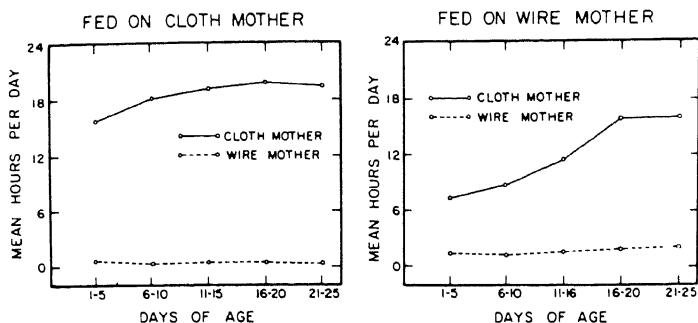 FED ON CLOTH MOTHER
24
18
12
6
0
MEAN HOURS PER DAY
CLOTH MOTHER
WIRE MOTHER
1-5 6-10 11-15 16-20 21-25
DAYS OF AGE
FED ON WIRE MOTHER
24
18
12
6
0
MEAN HOURS PER DAY
CLOTH MOTHER
WIRE MOTHER
1-5 6-10 11-16 16-20 21-25
DAYS OF AGE